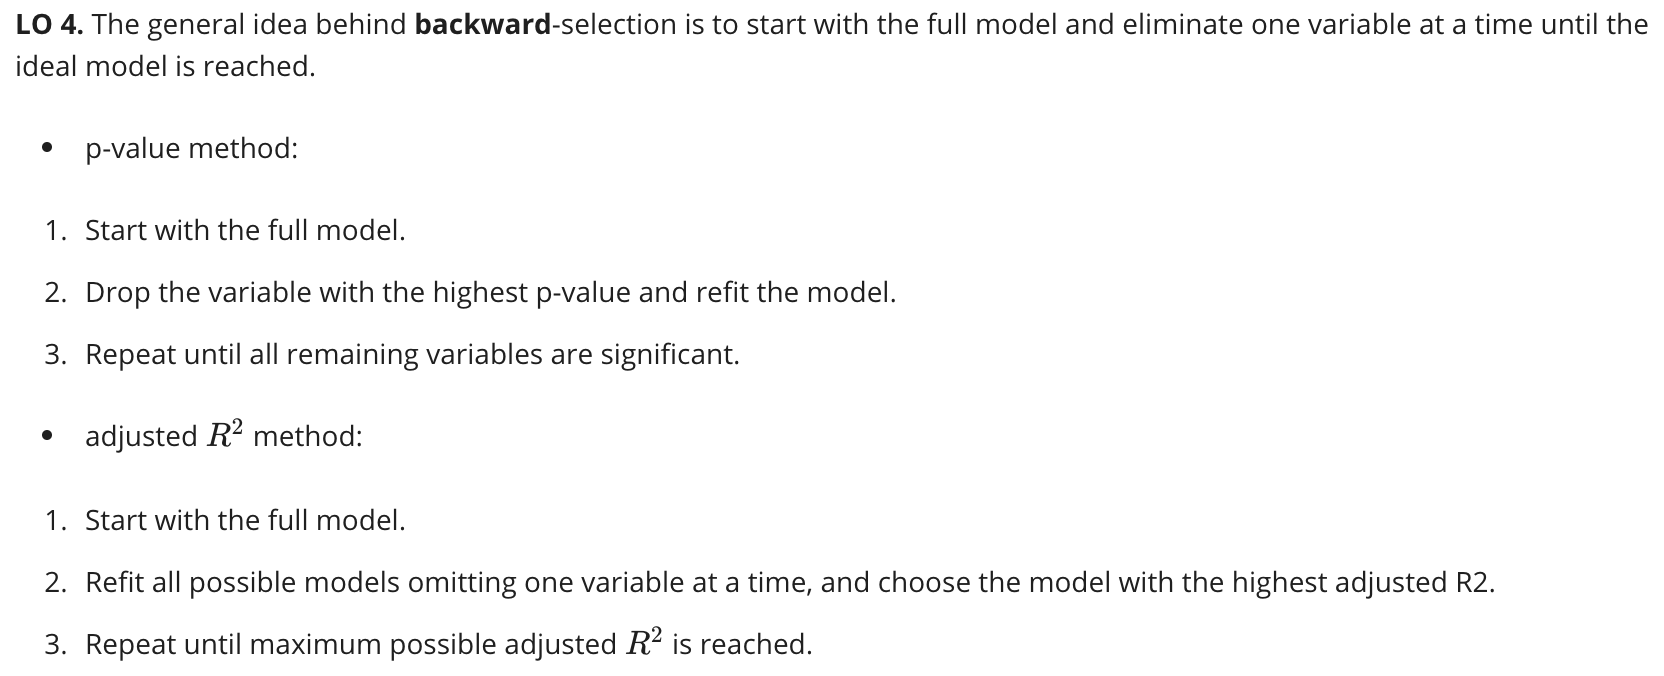 LO 4. The general idea behind backward-selection is to start with the full model and eliminate one variable at a time until the
ideal model is reached.
• p-value method:
1. Start with the full model.
2. Drop the variable with the highest p-value and refit the model.
3. Repeat until all remaining variables are significant.
• adjusted R² method:
1. Start with the full model.
2. Refit all possible models omitting one variable at a time, and choose the model with the highest adjusted R2.
3. Repeat until maximum possible adjusted R² is reached.